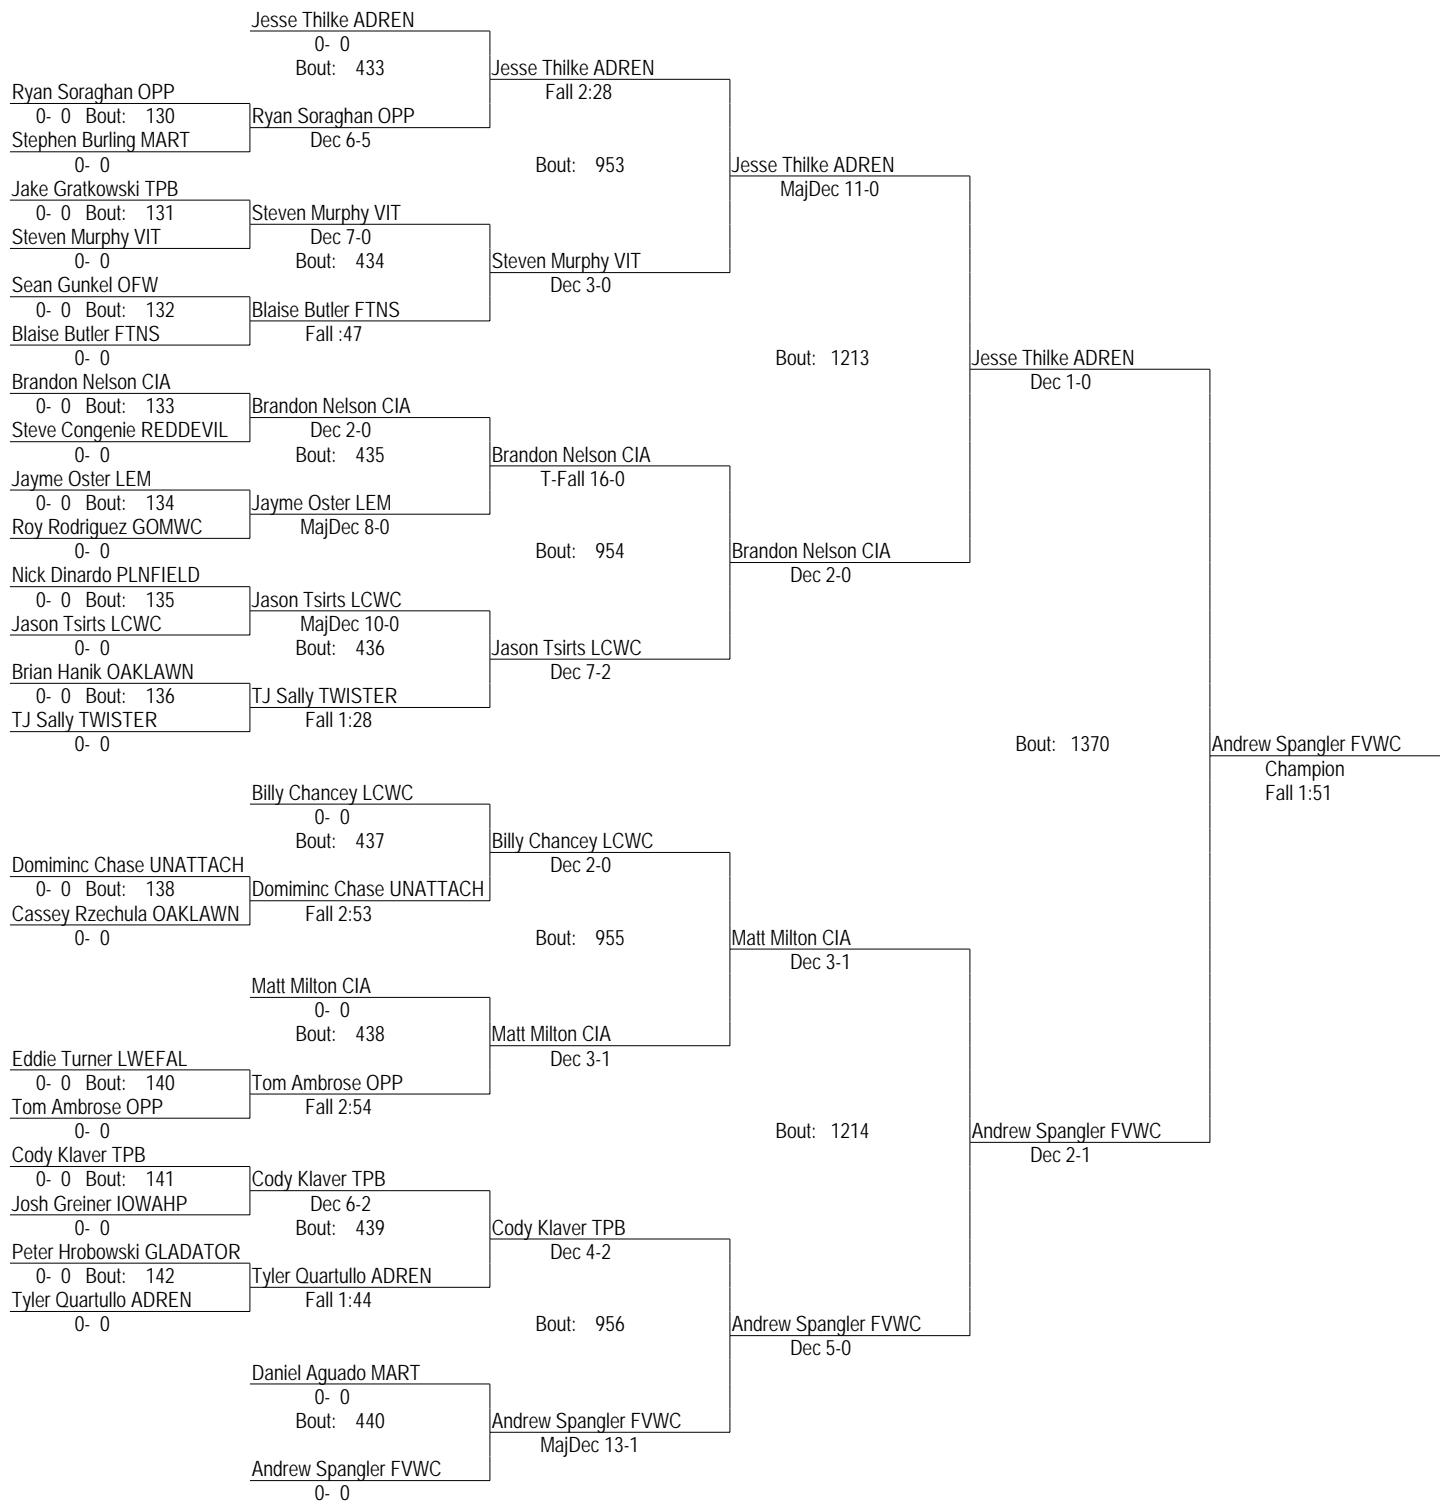 Jesse Thilke ADREN
0- 0
Bout: 433
Jesse Thilke ADREN
Fall 2:28
Ryan Soraghan OPP
0- 0 Bout: 130
Ryan Soraghan OPP
Dec 6-5
Stephen Burling MART
0- 0
Bout: 953
Jesse Thilke ADREN
MajDec 11-0
Jake Gratkowski TPB
0- 0 Bout: 131
Steven Murphy VIT
Dec 7-0
Steven Murphy VIT
0- 0
Bout: 434
Steven Murphy VIT
Dec 3-0
Sean Gunkel OFW
0- 0 Bout: 132
Blaise Butler FTNS
Fall :47
Blaise Butler FTNS
0- 0
Bout: 1213
Jesse Thilke ADREN
Dec 1-0
Brandon Nelson CIA
0- 0 Bout: 133
Brandon Nelson CIA
Dec 2-0
Steve Congenie REDDEVIL
0- 0
Bout: 435
Brandon Nelson CIA
T-Fall 16-0
Jayme Oster LEM
0- 0 Bout: 134
Jayme Oster LEM
MajDec 8-0
Roy Rodriguez GOMWC
0- 0
Bout: 954
Brandon Nelson CIA
Dec 2-0
Nick Dinardo PLNFIELD
0- 0 Bout: 135
Jason Tsirts LCWC
MajDec 10-0
Jason Tsirts LCWC
0- 0
Bout: 436
Jason Tsirts LCWC
Dec 7-2
Brian Hanik OAKLAWN
0- 0 Bout: 136
TJ Sally TWISTER
Fall 1:28
TJ Sally TWISTER
0- 0
Bout: 1370
Andrew Spangler FVWC
Champion
Fall 1:51
Billy Chancey LCWC
0- 0
Bout: 437
Billy Chancey LCWC
Dec 2-0
Domiminc Chase UNATTACH
0- 0 Bout: 138
Domiminc Chase UNATTACH
Fall 2:53
Cassey Rzechula OAKLAWN
0- 0
Bout: 955
Matt Milton CIA
Dec 3-1
Matt Milton CIA
0- 0
Bout: 438
Matt Milton CIA
Dec 3-1
Eddie Turner LWEFAL
0- 0 Bout: 140
Tom Ambrose OPP
Fall 2:54
Tom Ambrose OPP
0- 0
Bout: 1214
Andrew Spangler FVWC
Dec 2-1
Cody Klaver TPB
0- 0 Bout: 141
Cody Klaver TPB
Dec 6-2
Josh Greiner IOWAHP
0- 0
Bout: 439
Cody Klaver TPB
Dec 4-2
Peter Hrobowski GLADATOR
0- 0 Bout: 142
Tyler Quartullo ADREN
Fall 1:44
Tyler Quartullo ADREN
0- 0
Bout: 956
Andrew Spangler FVWC
Dec 5-0
Daniel Aguado MART
0- 0
Bout: 440
Andrew Spangler FVWC
MajDec 13-1
Andrew Spangler FVWC
0- 0